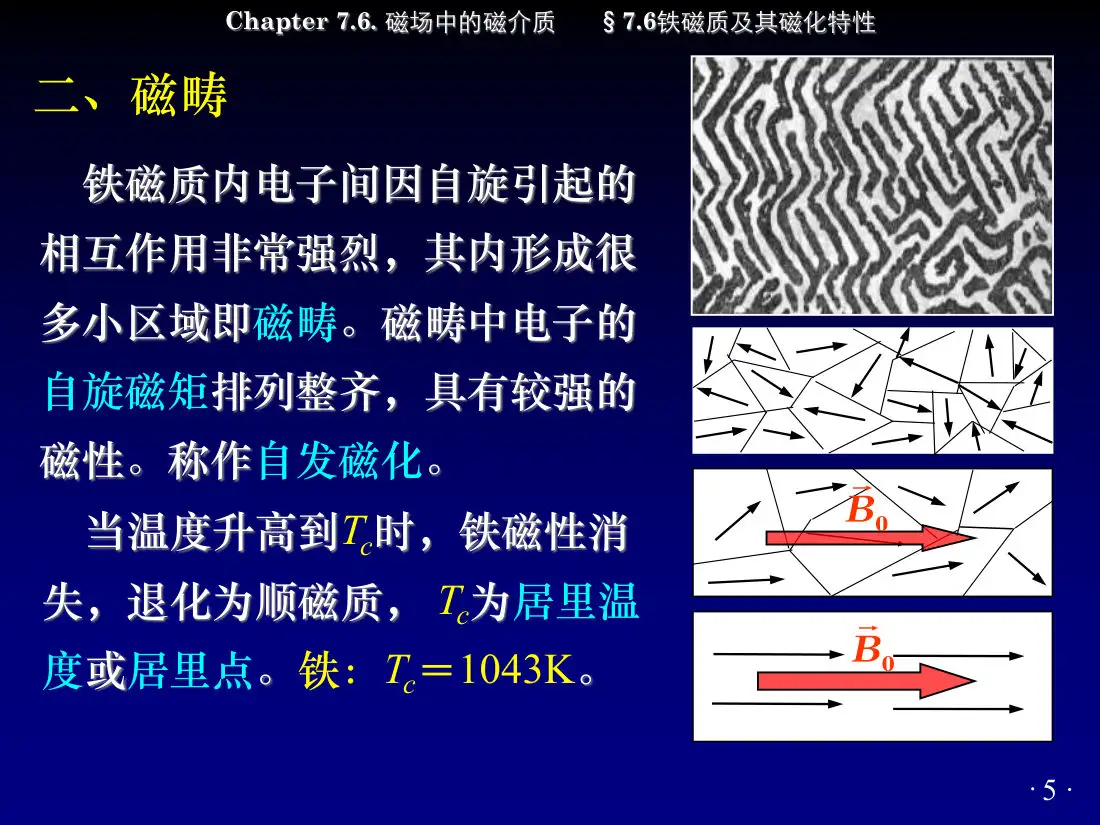 Chapter 7.6. 磁场中的磁介质 §7.6铁磁质及其磁化特性
二、磁畴
铁磁质内电子间因自旋引起的
相互作用非常强烈，其内形成很
多小区域即磁畴。磁畴中电子的
自旋磁矩排列整齐，具有较强的
磁性。称作自发磁化。
当温度升高到Tc时，铁磁性消
失，退化为顺磁质， Tc为居里温
度或居里点。铁：Tc＝1043K。
B⃗0
B⃗0
·5·